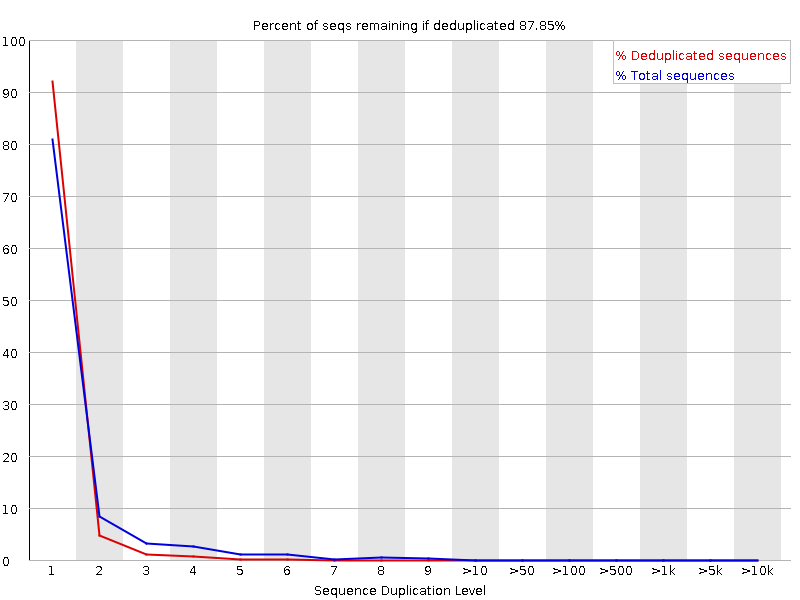 Percent of seqs remaining if deduplicated 87.85%
% Deduplicated sequences
% Total sequences
100
90
80
70
60
50
40
30
20
10
0
1 2 3 4 5 6 7 8 9 >10 >50 >100 >500 >1k >5k >10k
Sequence Duplication Level